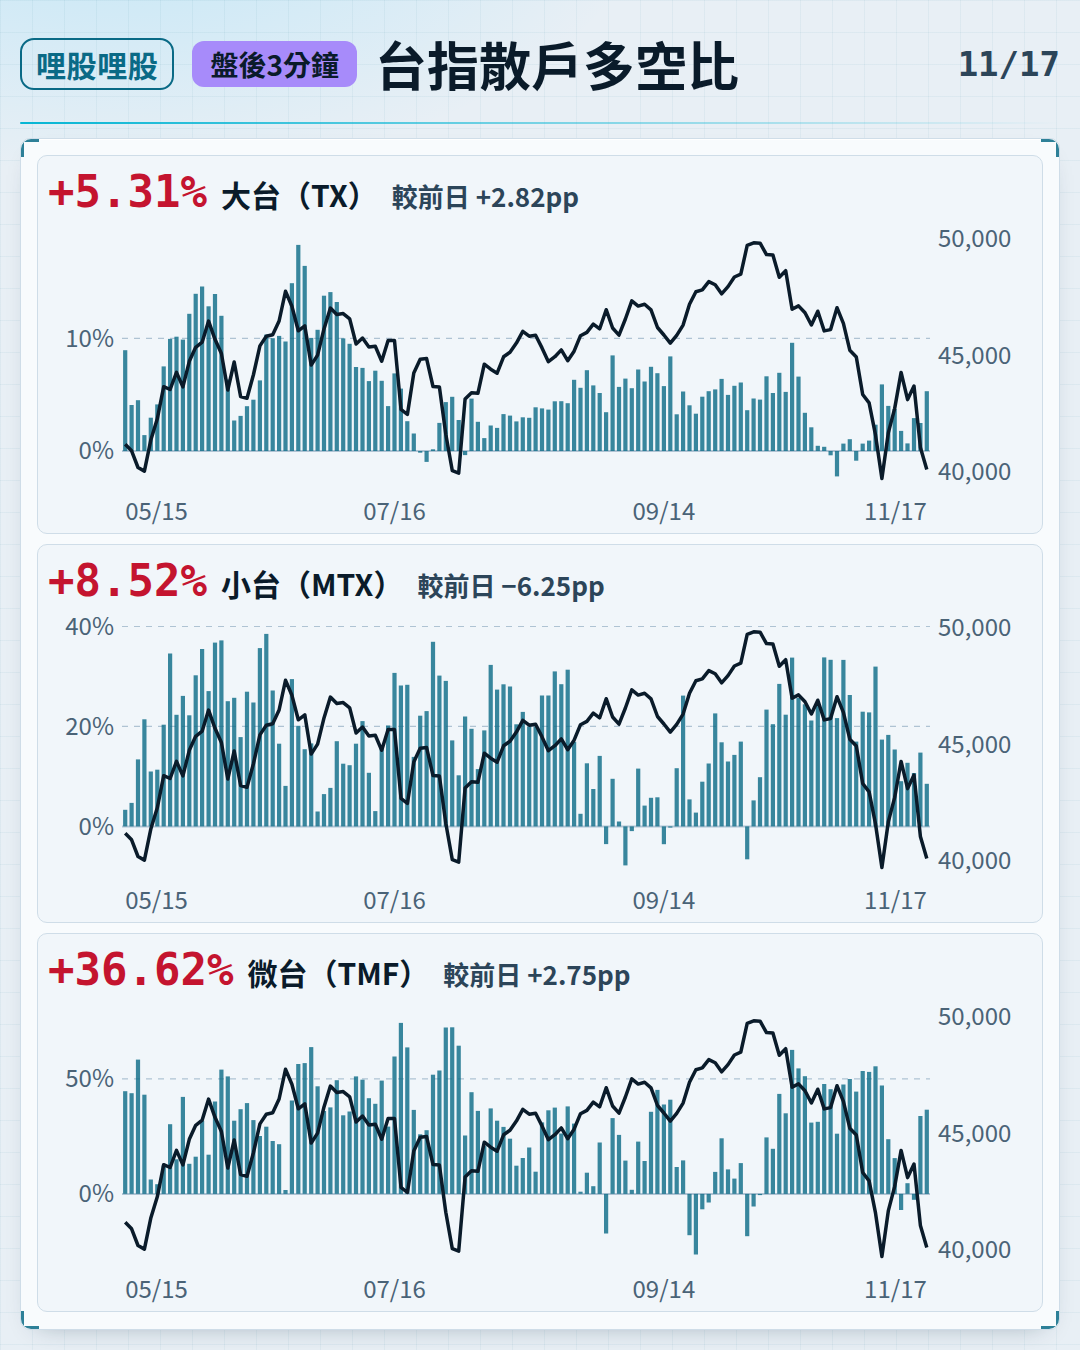 哩股哩股 盤後3分鐘 台指散戶多空比 11/17
+5.31% 大台（TX） 較前日 +2.82pp
50,000
10%
45,000
0%
40,000
05/15 07/16 09/14 11/17
+8.52% 小台（MTX） 較前日 −6.25pp
40% 50,000
20%
45,000
0%
40,000
05/15 07/16 09/14 11/17
+36.62% 微台（TMF） 較前日 +2.75pp
50,000
50%
45,000
0%
40,000
05/15 07/16 09/14 11/17